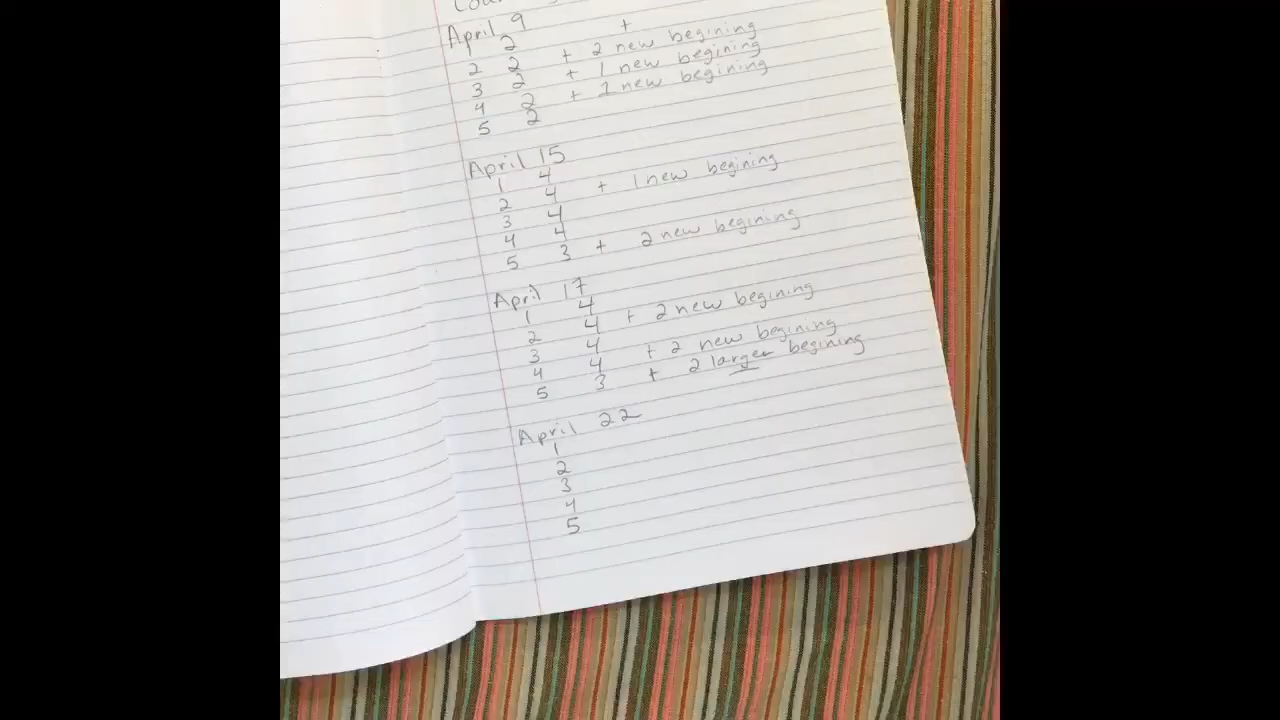 April 9
2 +
2 2 + 2 new begining
3 2 + 1 new begining
4 2 + 2 new begining
5 2
April 15
1 4
2 4 + 1 new begining
3 4
4 4
5 3 + 2 new begining
April 17
1 4
2 4 + 2 new begining
3 4
4 4 + 2 new begining
5 3 + 2 larger begining
April 22
1
2
3
4
5